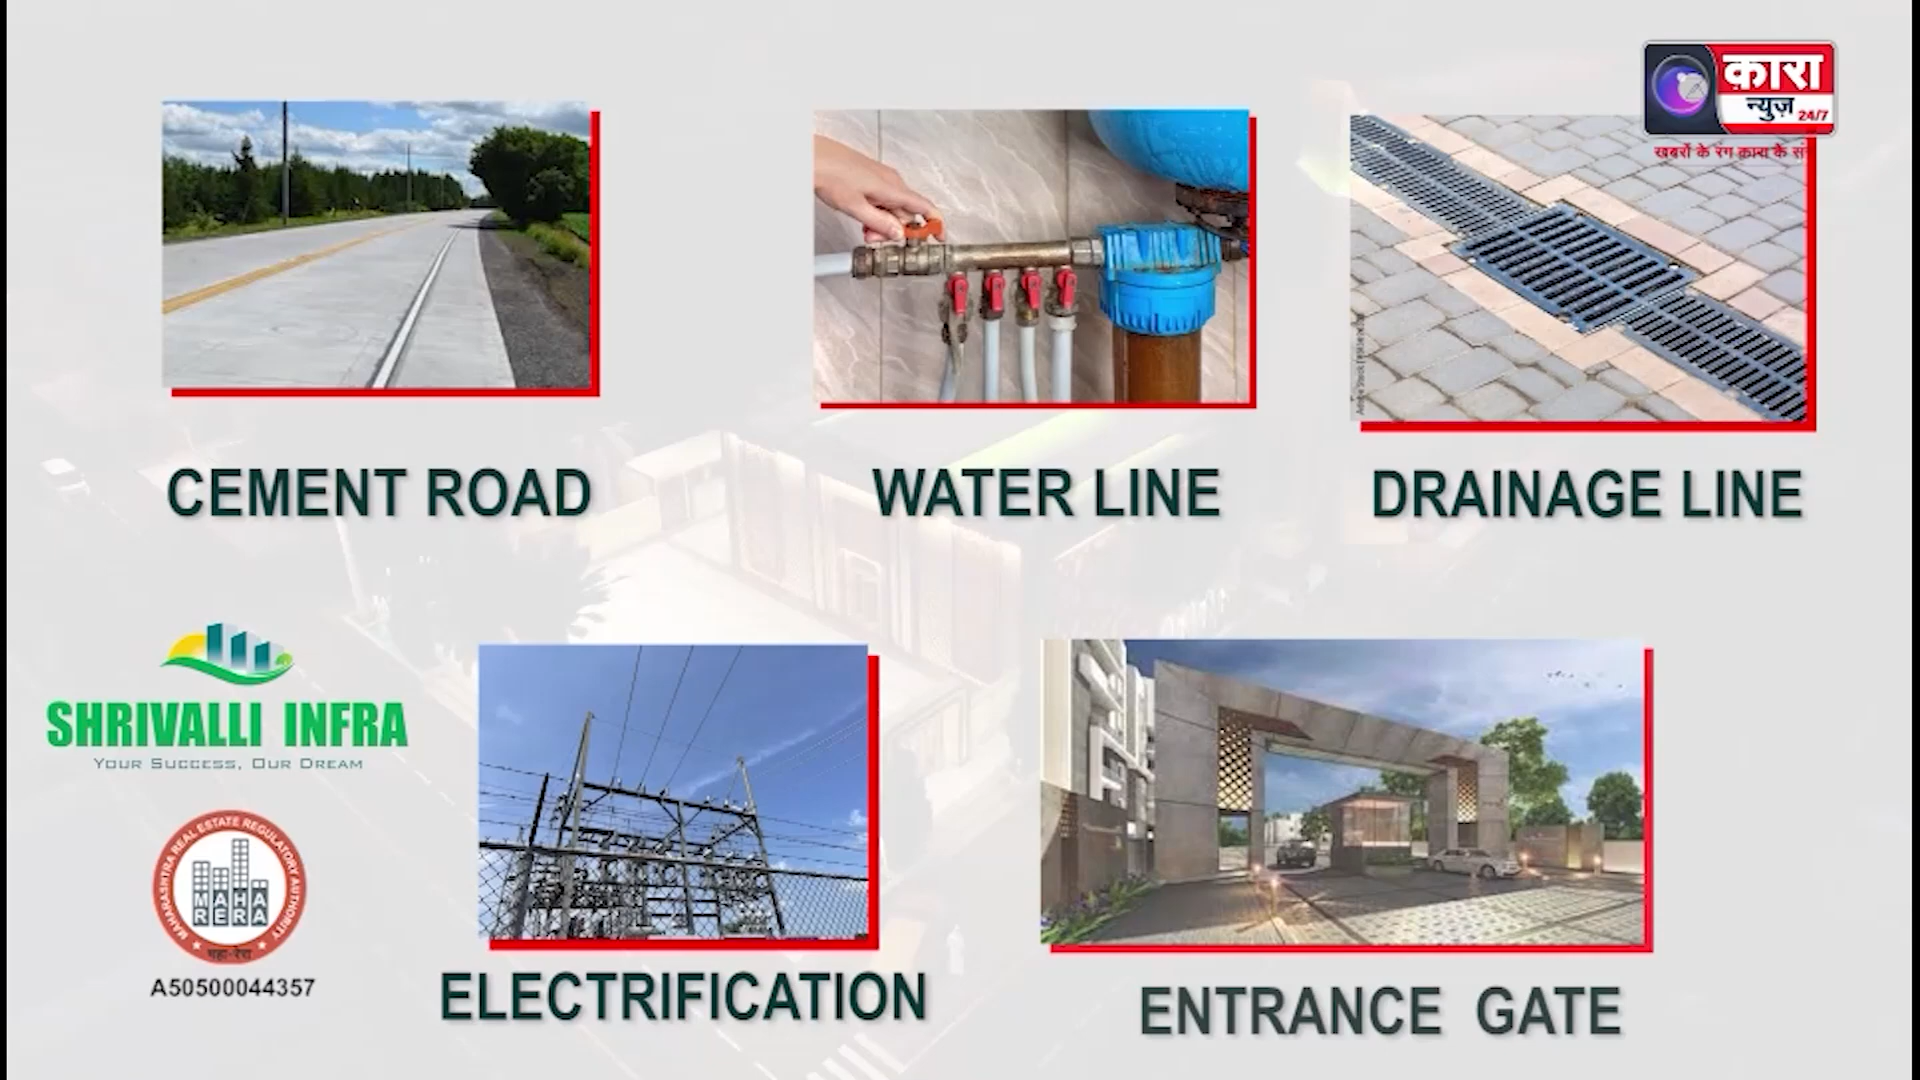 क़ारा
न्यूज़ 24/7
खबरों के रंग क़ारा के
CEMENT ROAD
WATER LINE
DRAINAGE LINE
SHRIVALLI INFRA
YOUR SUCCESS, OUR DREAM
MAHARASHTRA REAL ESTATE REGULATORY AUTHORITY
MAHA
RERA
महा-रेरा
A50500044357
ELECTRIFICATION
ENTRANCE GATE